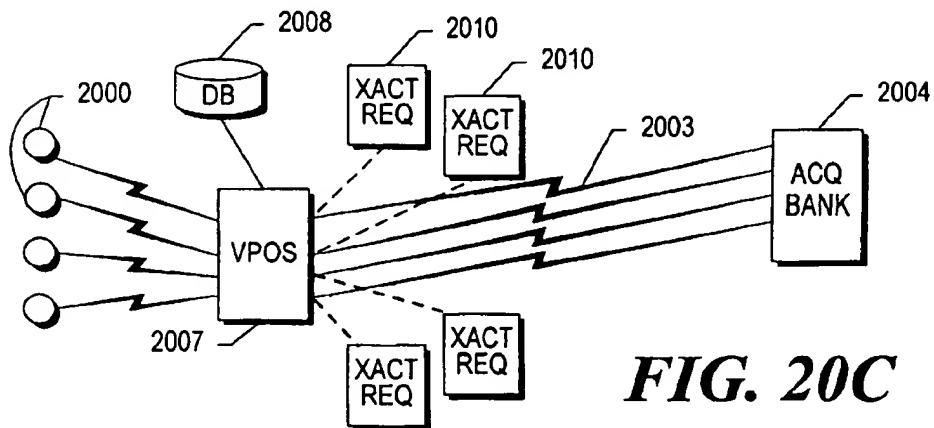 2008
2010
2010
2000
DB
XACT
REQ
XACT
REQ
2003
2004
ACQ
BANK
VPOS
2007
XACT
REQ
XACT
REQ
FIG. 20C